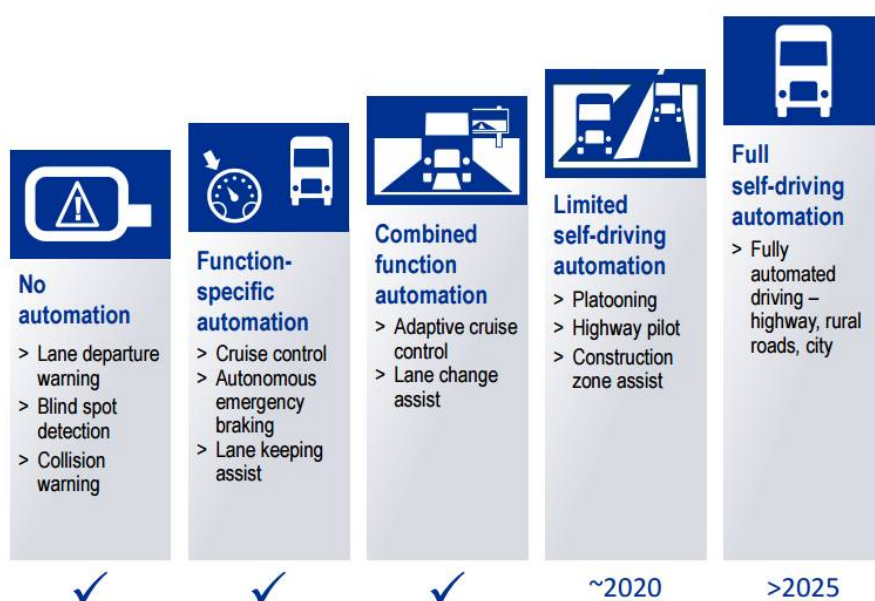 No
automation
> Lane departure
warning
> Blind spot
detection
> Collision
warning
✓
Function-
specific
automation
> Cruise control
> Autonomous
emergency
braking
> Lane keeping
assist
✓
Combined
function
automation
> Adaptive cruise
control
> Lane change
assist
✓
Limited
self-driving
automation
> Platooning
> Highway pilot
> Construction
zone assist
~2020
Full
self-driving
automation
> Fully
automated
driving –
highway, rural
roads, city
>2025